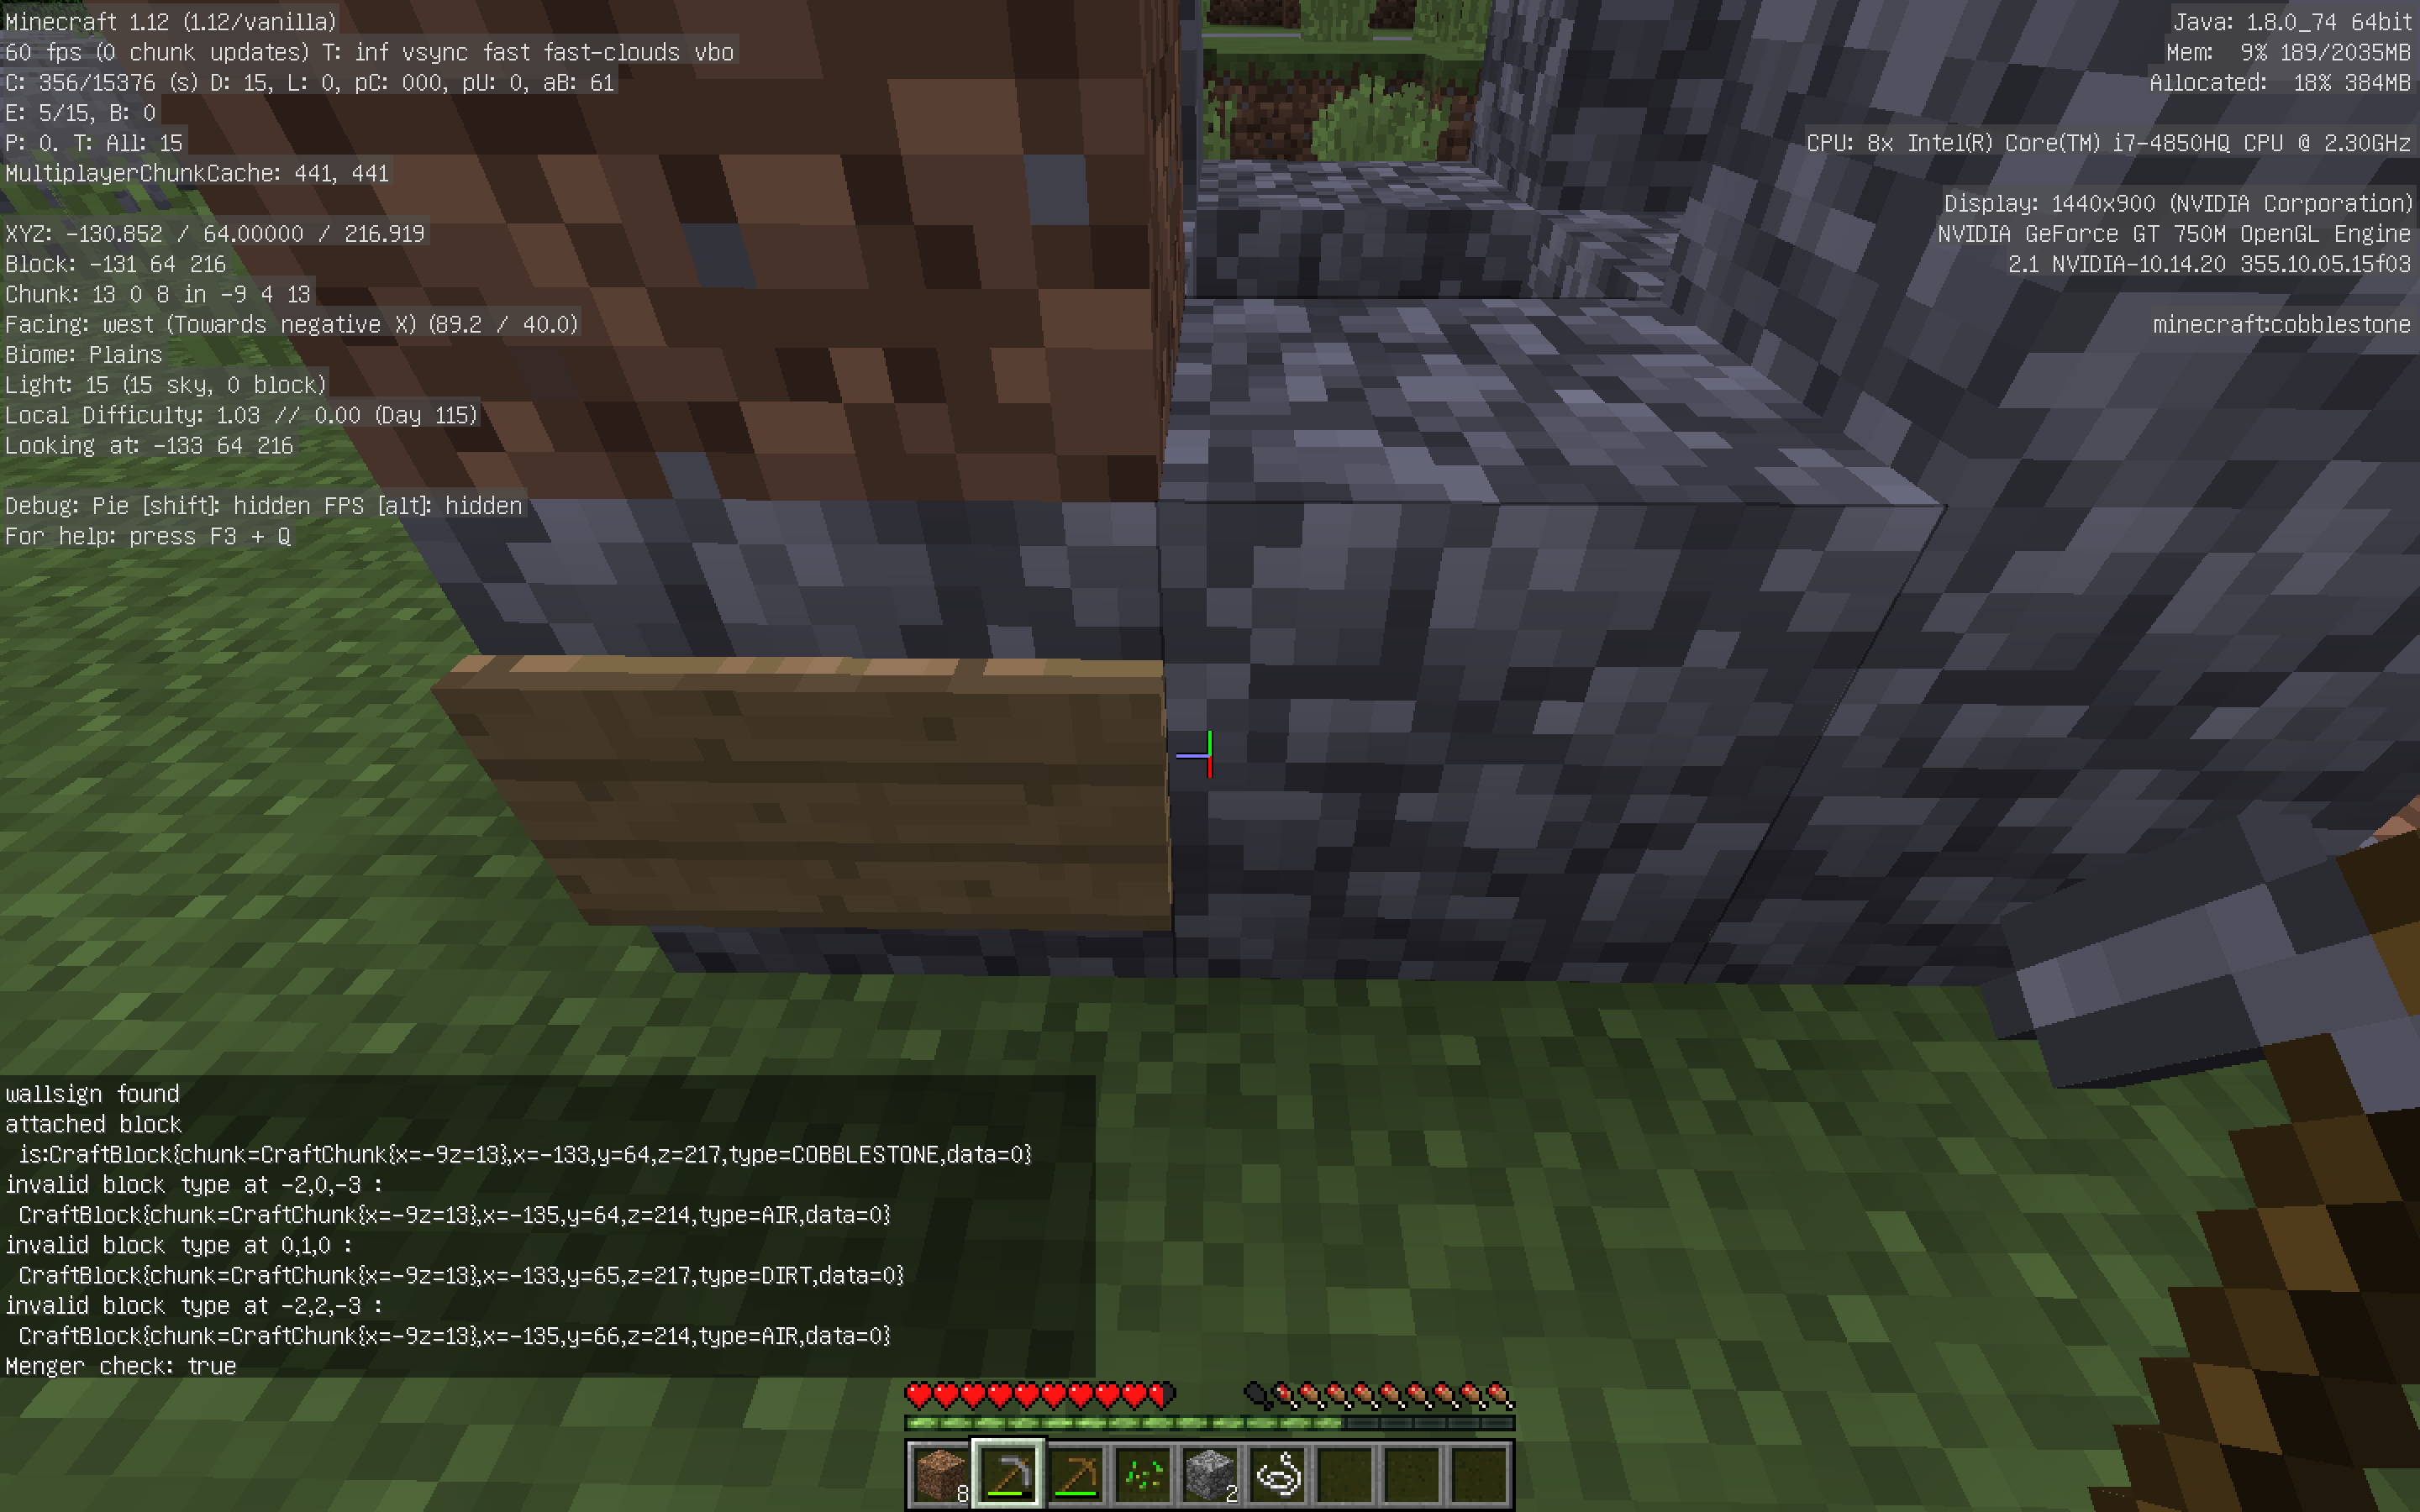 Minecraft 1.12 (1.12/vanilla)
60 fps (0 chunk updates) T: inf vsync fast fast-clouds vbo
C: 356/15376 (s) D: 15, L: 0, pC: 000, pU: 0, aB: 61
E: 5/15, B: 0
P: 0. T: All: 15
MultiplayerChunkCache: 441, 441
XYZ: -130.852 / 64.00000 / 216.919
Block: -131 64 216
Chunk: 13 0 8 in -9 4 13
Facing: west (Towards negative X) (89.2 / 40.0)
Biome: Plains
Light: 15 (15 sky, 0 block)
Local Difficulty: 1.03 // 0.00 (Day 115)
Looking at: -133 64 216
Debug: Pie [shift]: hidden FPS [alt]: hidden
For help: press F3 + Q
Java: 1.8.0_74 64bit
Mem: 9% 189/2035MB
Allocated: 18% 384MB
CPU: 8x Intel(R) Core(TM) i7-4850HQ CPU @ 2.30GHz
Display: 1440x900 (NVIDIA Corporation)
NVIDIA GeForce GT 750M OpenGL Engine
2.1 NVIDIA-10.14.20 355.10.05.15f03
minecraft:cobblestone
wallsign found
attached block
is:CraftBlock{chunk=CraftChunk{x=-9z=13},x=-133,y=64,z=217,type=COBBLESTONE,data=0}
invalid block type at -2,0,-3 :
CraftBlock{chunk=CraftChunk{x=-9z=13},x=-135,y=64,z=214,type=AIR,data=0}
invalid block type at 0,1,0 :
CraftBlock{chunk=CraftChunk{x=-9z=13},x=-133,y=65,z=217,type=DIRT,data=0}
invalid block type at -2,2,-3 :
CraftBlock{chunk=CraftChunk{x=-9z=13},x=-135,y=66,z=214,type=AIR,data=0}
Menger check: true
8
2